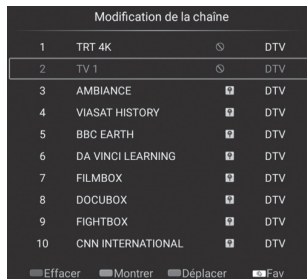 Modification de la chaîne
1 TRT 4K DTV
2 TV 1 DTV
3 AMBIANCE DTV
4 VIASAT HISTORY DTV
5 BBC EARTH DTV
6 DA VINCI LEARNING DTV
7 FILMBOX DTV
8 DOCUBOX DTV
9 FIGHTBOX DTV
10 CNN INTERNATIONAL DTV
Effacer Montrer Déplacer Fav